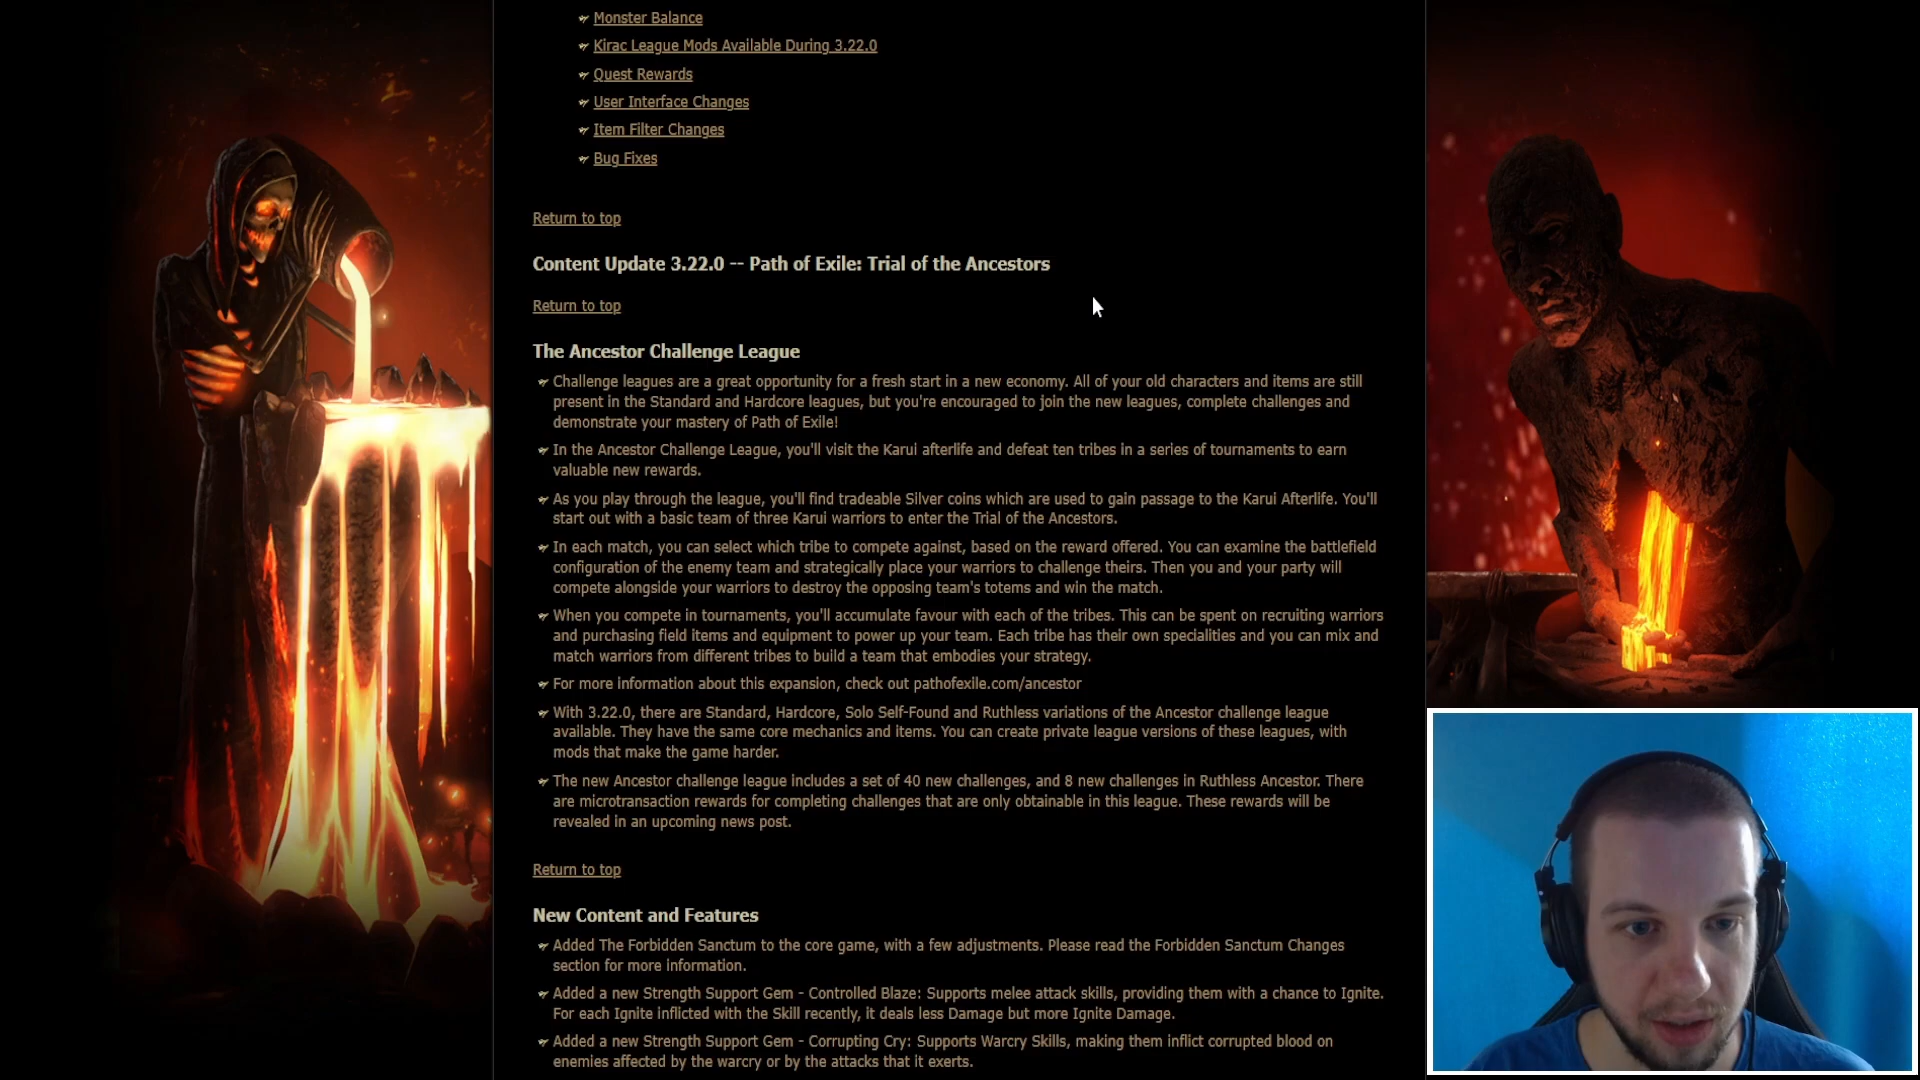 Monster Balance
Kirac League Mods Available During 3.22.0
Quest Rewards
User Interface Changes
Item Filter Changes
Bug Fixes
Return to top
Content Update 3.22.0 -- Path of Exile: Trial of the Ancestors
Return to top
The Ancestor Challenge League
Challenge leagues are a great opportunity for a fresh start in a new economy. All of your old characters and items are still
present in the Standard and Hardcore leagues, but you're encouraged to join the new leagues, complete challenges and
demonstrate your mastery of Path of Exile!
In the Ancestor Challenge League, you'll visit the Karui afterlife and defeat ten tribes in a series of tournaments to earn
valuable new rewards.
As you play through the league, you'll find tradeable Silver coins which are used to gain passage to the Karui Afterlife. You'll
start out with a basic team of three Karui warriors to enter the Trial of the Ancestors.
In each match, you can select which tribe to compete against, based on the reward offered. You can examine the battlefield
configuration of the enemy team and strategically place your warriors to challenge theirs. Then you and your party will
compete alongside your warriors to destroy the opposing team's totems and win the match.
When you compete in tournaments, you'll accumulate favour with each of the tribes. This can be spent on recruiting warriors
and purchasing field items and equipment to power up your team. Each tribe has their own specialities and you can mix and
match warriors from different tribes to build a team that embodies your strategy.
For more information about this expansion, check out pathofexile.com/ancestor
With 3.22.0, there are Standard, Hardcore, Solo Self-Found and Ruthless variations of the Ancestor challenge league
available. They have the same core mechanics and items. You can create private league versions of these leagues, with
mods that make the game harder.
The new Ancestor challenge league includes a set of 40 new challenges, and 8 new challenges in Ruthless Ancestor. There
are microtransaction rewards for completing challenges that are only obtainable in this league. These rewards will be
revealed in an upcoming news post.
Return to top
New Content and Features
Added The Forbidden Sanctum to the core game, with a few adjustments. Please read the Forbidden Sanctum Changes
section for more information.
Added a new Strength Support Gem - Controlled Blaze: Supports melee attack skills, providing them with a chance to Ignite.
For each Ignite inflicted with the Skill recently, it deals less Damage but more Ignite Damage.
Added a new Strength Support Gem - Corrupting Cry: Supports Warcry Skills, making them inflict corrupted blood on
enemies affected by the warcry or by the attacks that it exerts.